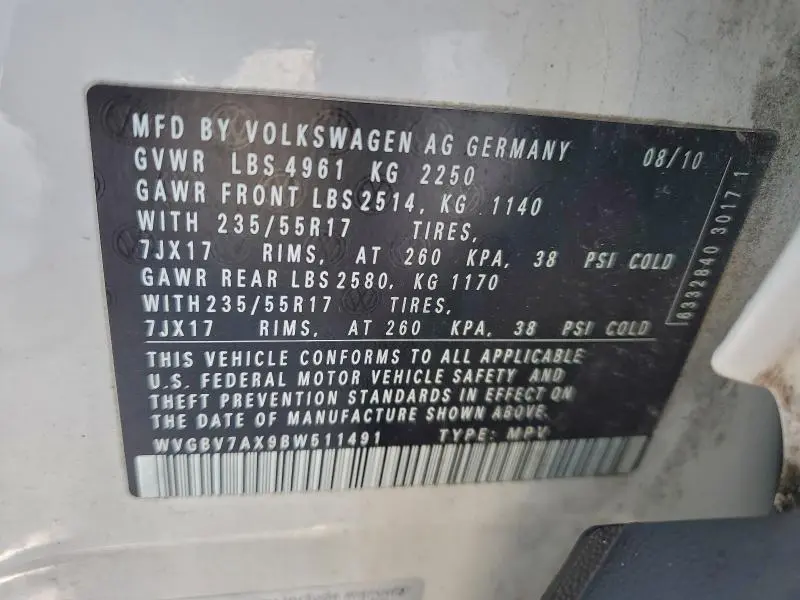 MFD BY VOLKSWAGEN AG GERMANY 08/10
GVWR LBS 4961 KG 2250
GAWR FRONT LBS 2514, KG 1140
WITH 235/55R17 TIRES,
7JX17 RIMS, AT 260 KPA, 38 PSI COLD
GAWR REAR LBS 2580, KG 1170
WITH 235/55R17 TIRES,
7JX17 RIMS, AT 260 KPA, 38 PSI COLD
THIS VEHICLE CONFORMS TO ALL APPLICABLE
U.S. FEDERAL MOTOR VEHICLE SAFETY AND
THEFT PREVENTION STANDARDS IN EFFECT ON
THE DATE OF MANUFACTURE SHOWN ABOVE.
WVGBV7AX9BW511491 TYPE: MPV
6332840 3017 1